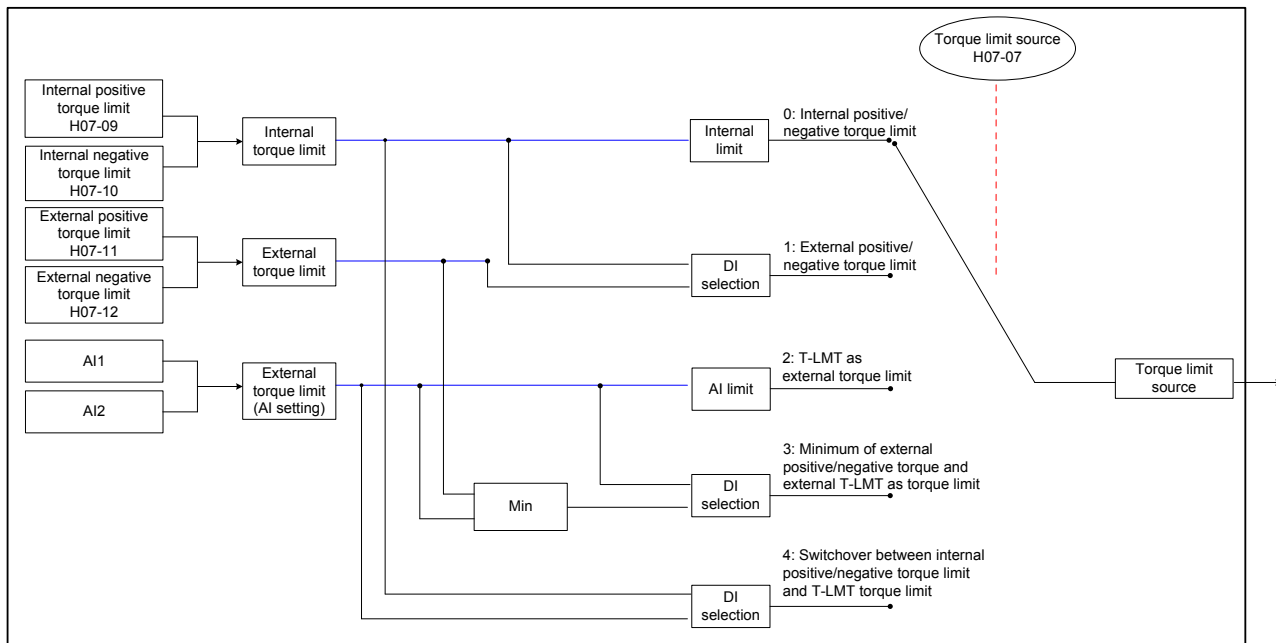 Torque limit source
H07-07
Internal positive
torque limit
H07-09
Internal negative
torque limit
H07-10
External positive
torque limit
H07-11
External negative
torque limit
H07-12
AI1
AI2
Internal
torque limit
External
torque limit
External
torque limit
(AI setting)
Min
Internal
limit
DI
selection
AI limit
DI
selection
DI
selection
0: Internal positive/
negative torque limit
1: External positive/
negative torque limit
2: T-LMT as
external torque limit
3: Minimum of external
positive/negative torque and
external T-LMT as torque limit
4: Switchover between internal
positive/negative torque limit
and T-LMT torque limit
Torque limit
source